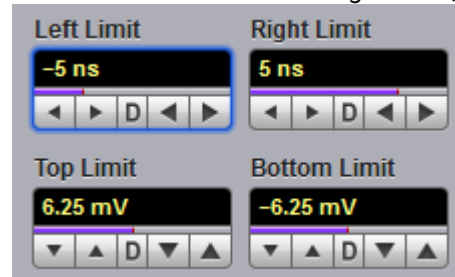 Left Limit Right Limit
−5 ns 5 ns
D D
Top Limit Bottom Limit
6.25 mV −6.25 mV
D D